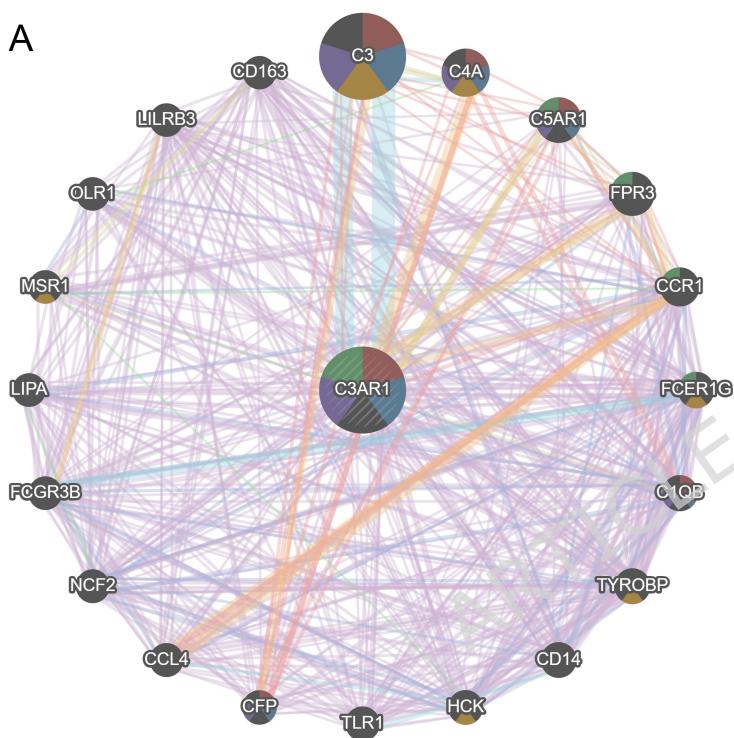 A
C3
C4A
CD163
C5AR1
LILRB3
FPR3
OLR1
CCR1
MSR1
C3AR1
LIPA
FCER1G
FCGR3B
C1QB
NCF2
TYROBP
CCL4
CD14
CFP
HCK
TLR1
ARTICLE